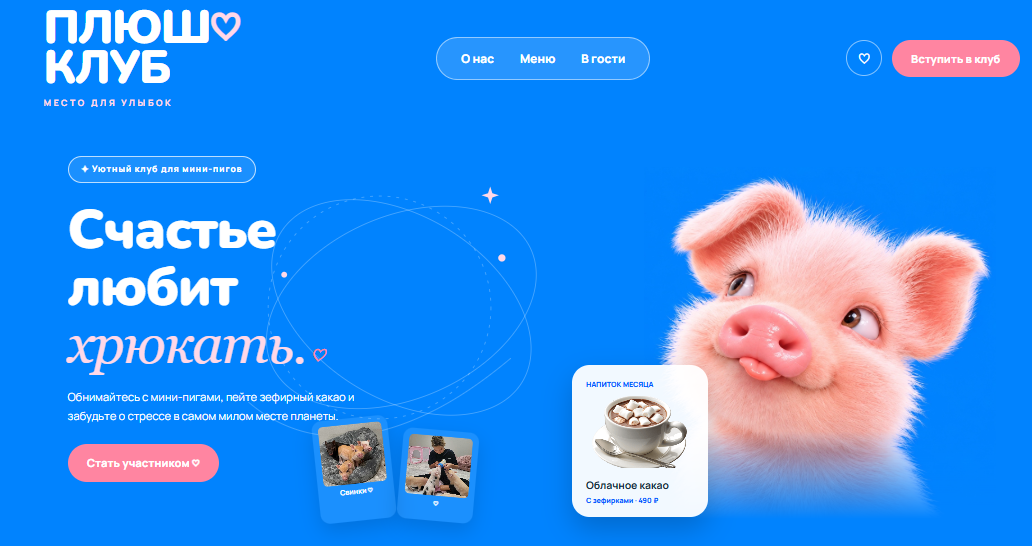 ПЛЮШ♡
КЛУБ
МЕСТО ДЛЯ УЛЫБОК
О нас
Меню
В гости
♡
Вступить в клуб
✦ Уютный клуб для мини-пигов
Счастье
любит
хрюкать. ♡
Обнимайтесь с мини-пигами, пейте зефирный какао и
забудьте о стрессе в самом милом месте планеты.
Стать участником ♡
Свинки ♡
♡
НАПИТОК МЕСЯЦА
Облачное какао
С зефирками · 490 ₽